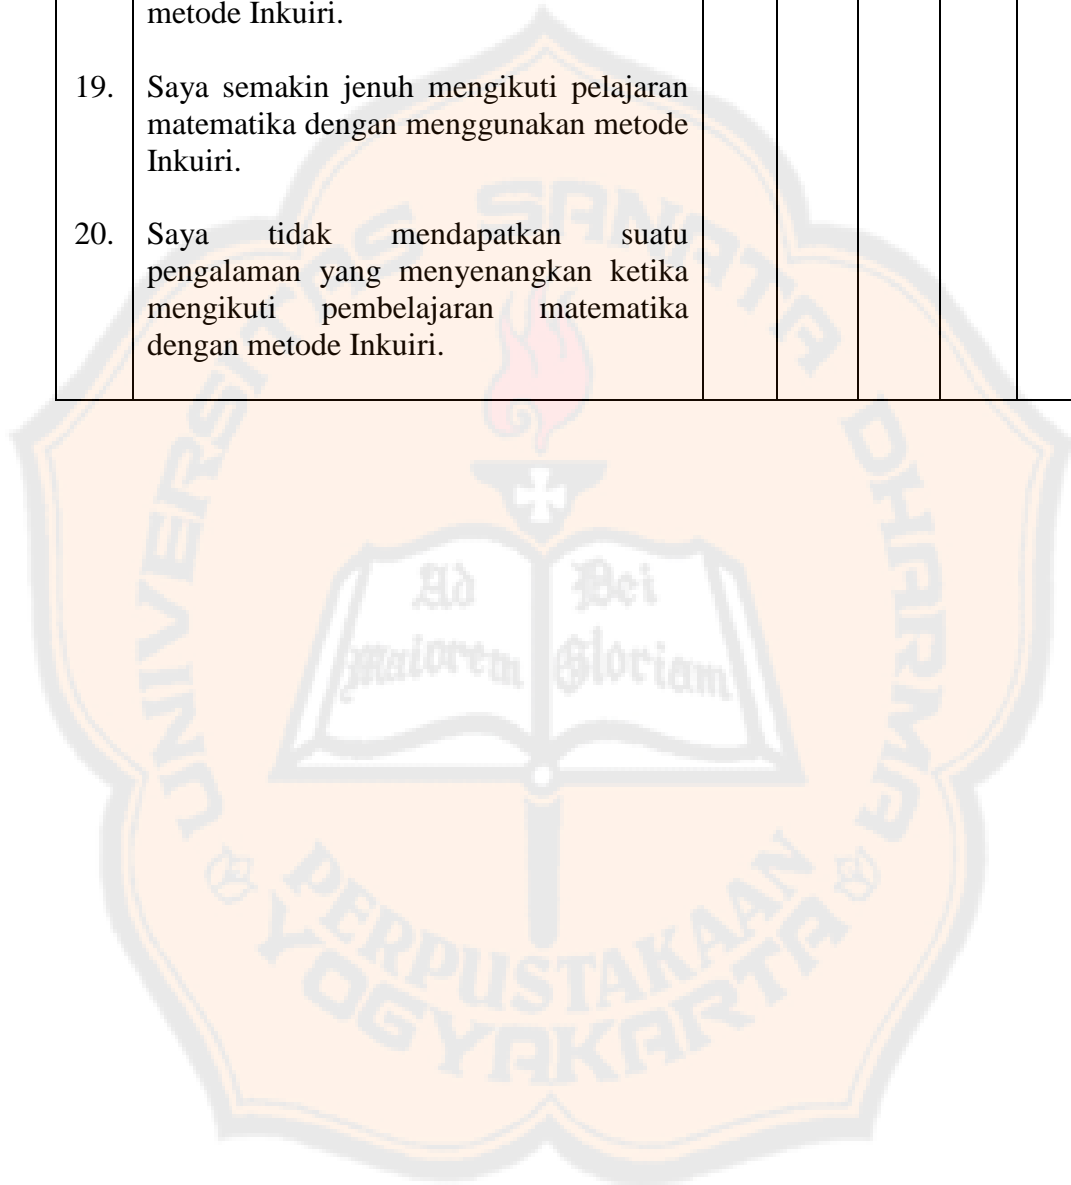 metode Inkuiri.
19. Saya semakin jenuh mengikuti pelajaran
matematika dengan menggunakan metode
Inkuiri.
20. Saya tidak mendapatkan suatu
pengalaman yang menyenangkan ketika
mengikuti pembelajaran matematika
dengan metode Inkuiri.
UNIVERSITAS SANATA DHARMA
Ad Dei
Maiorem Gloriam
PERPUSTAKAAN
YOGYAKARTA